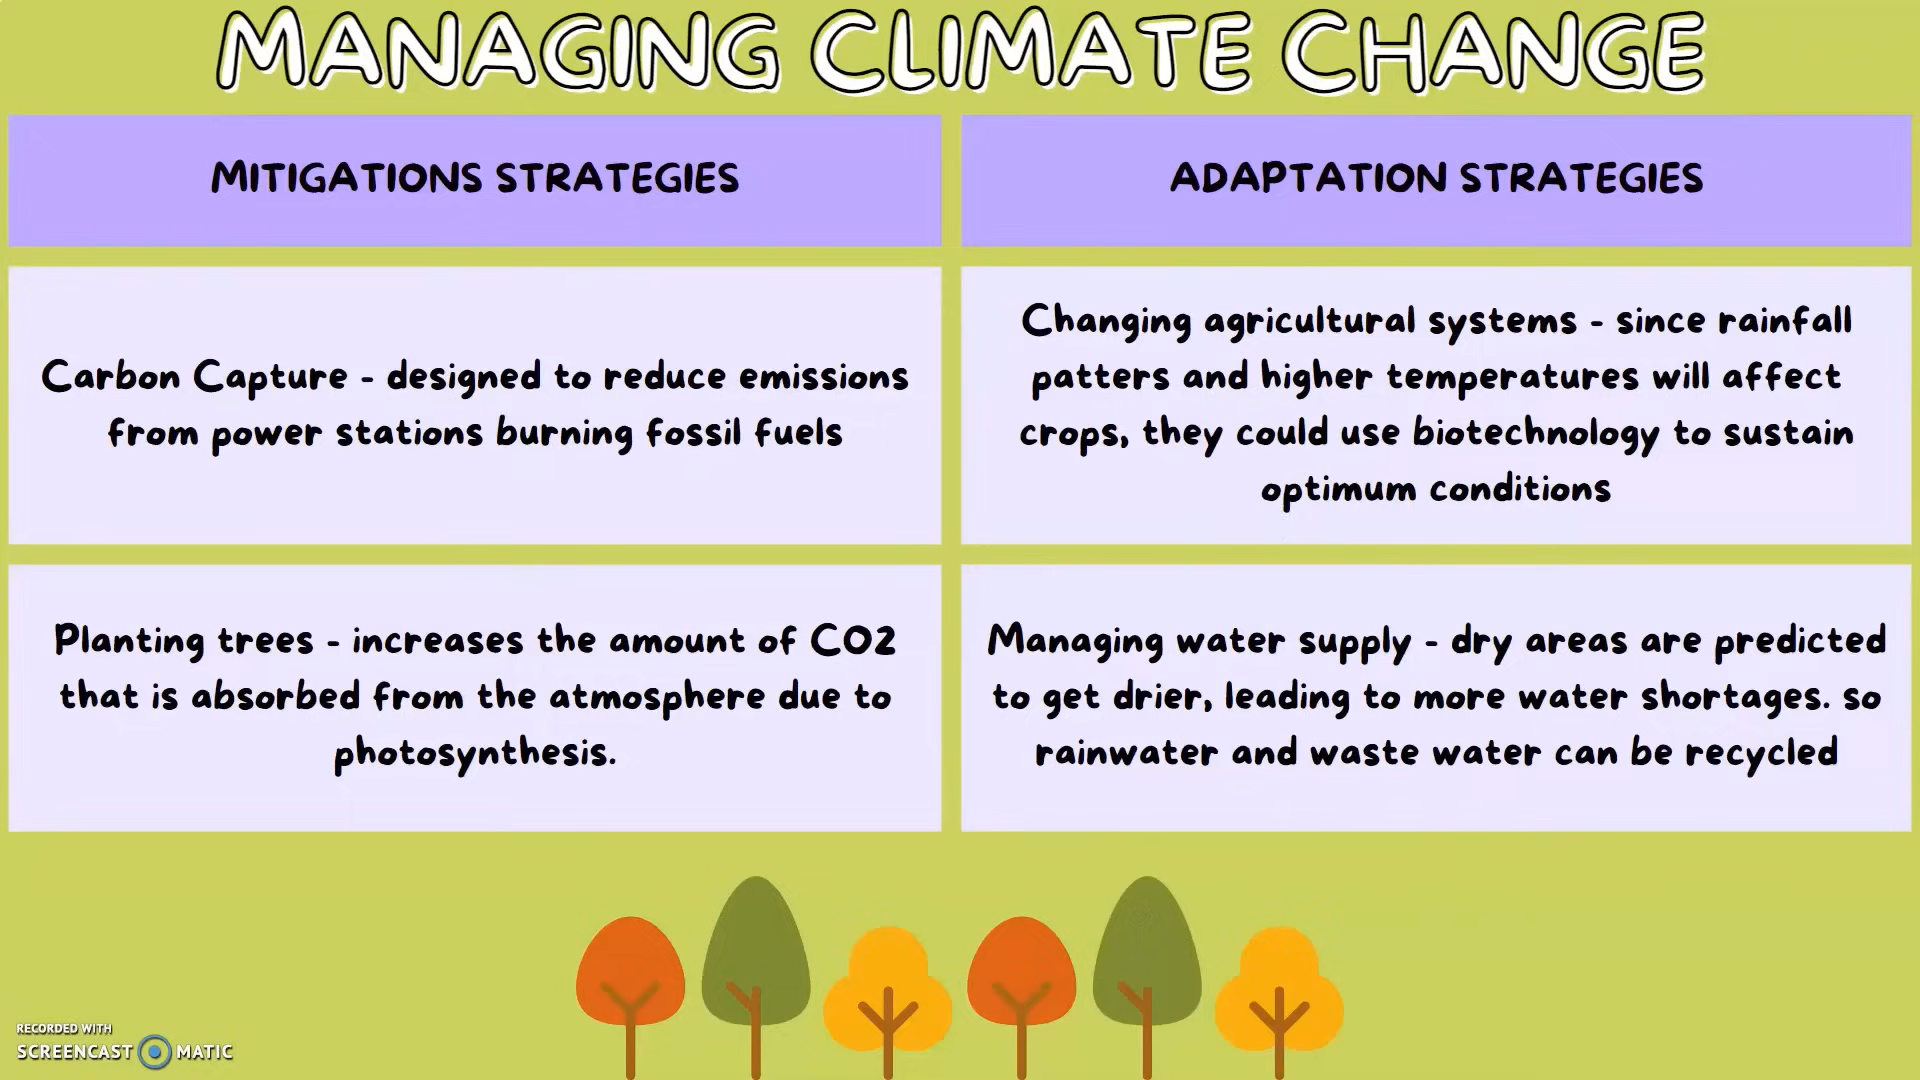 MANAGING CLIMATE CHANGE
MITIGATIONS STRATEGIES
ADAPTATION STRATEGIES
Carbon Capture - designed to reduce emissions
from power stations burning fossil fuels
Changing agricultural systems - since rainfall
patters and higher temperatures will affect
crops, they could use biotechnology to sustain
optimum conditions
Planting trees - increases the amount of CO2
that is absorbed from the atmosphere due to
photosynthesis.
Managing water supply - dry areas are predicted
to get drier, leading to more water shortages. so
rainwater and waste water can be recycled
RECORDED WITH
SCREENCAST MATIC